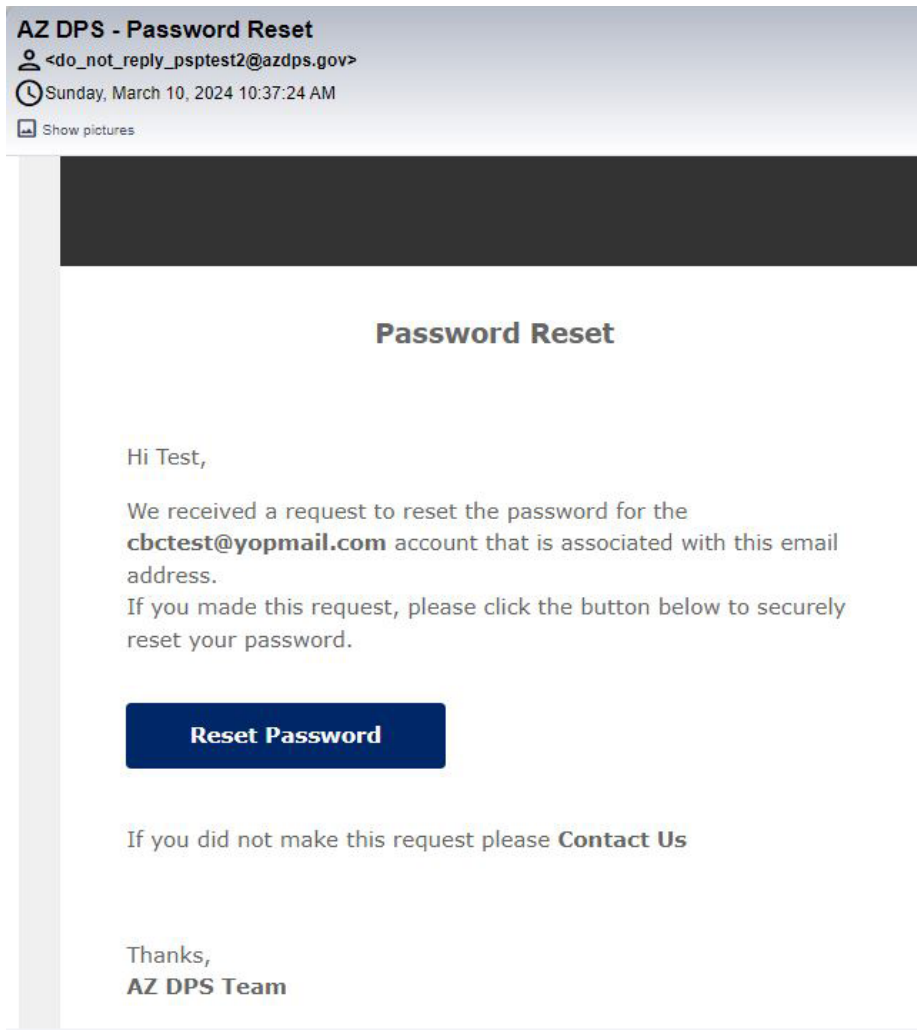 AZ DPS - Password Reset
<do_not_reply_psptest2@azdps.gov>
Sunday, March 10, 2024 10:37:24 AM
Show pictures
Password Reset
Hi Test,
We received a request to reset the password for the
cbctest@yopmail.com account that is associated with this email
address.
If you made this request, please click the button below to securely
reset your password.
Reset Password
If you did not make this request please Contact Us
Thanks,
AZ DPS Team